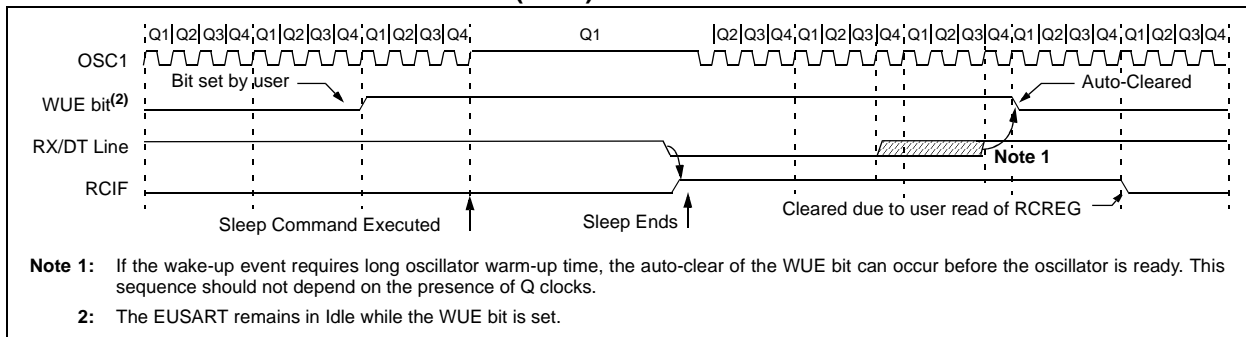 Q1 Q2 Q3 Q4 Q1 Q2 Q3 Q4 Q1 Q2 Q3 Q4 Q1 Q2 Q3 Q4 Q1 Q2 Q3 Q4 Q1 Q2 Q3 Q4 Q1 Q2 Q3 Q4 Q1 Q2 Q3 Q4
OSC1
Bit set by user
Auto-Cleared
WUE bit(2)
RX/DT Line
Note 1
RCIF
Cleared due to user read of RCREG
Sleep Command Executed
Sleep Ends
Note 1: If the wake-up event requires long oscillator warm-up time, the auto-clear of the WUE bit can occur before the oscillator is ready. This
sequence should not depend on the presence of Q clocks.
2: The EUSART remains in Idle while the WUE bit is set.